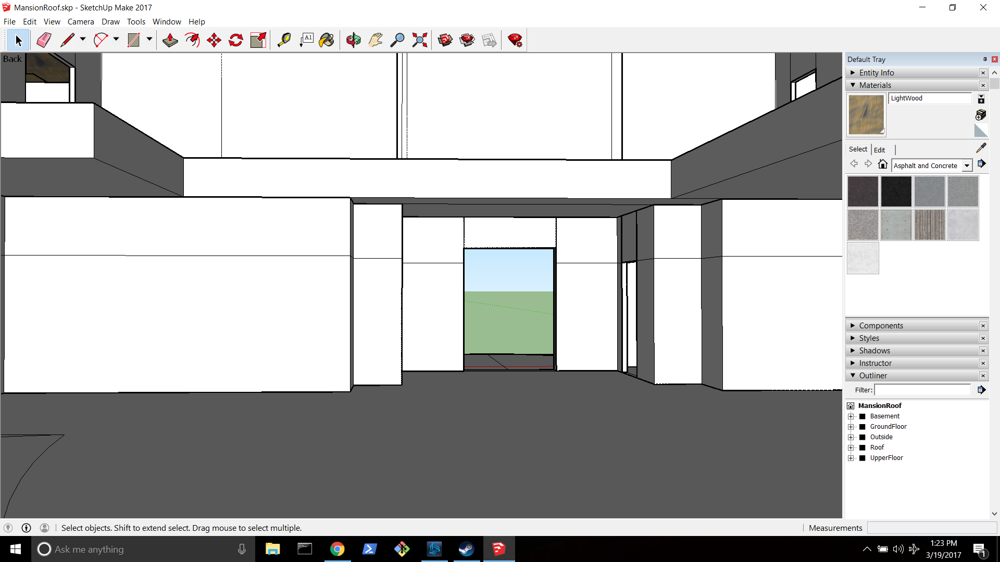 MansionRoof.skp - SketchUp Make 2017
File Edit View Camera Draw Tools Window Help
A1
Back
Default Tray
Entity Info
Materials
LightWood
Select Edit
Asphalt and Concrete
Components
Styles
Shadows
Instructor
Outliner
Filter:
MansionRoof
Basement
GroundFloor
Outside
Roof
UpperFloor
Select objects. Shift to extend select. Drag mouse to select multiple.
Measurements
Ask me anything
1:23 PM
3/19/2017
1